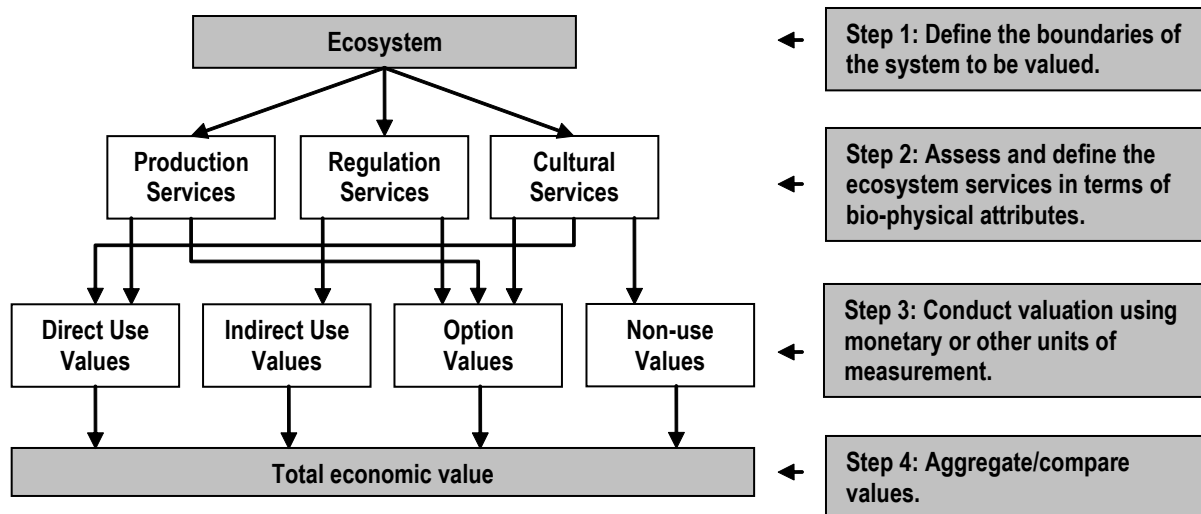 Ecosystem
Step 1: Define the boundaries of
the system to be valued.
Production
Services
Regulation
Services
Cultural
Services
Step 2: Assess and define the
ecosystem services in terms of
bio-physical attributes.
Direct Use
Values
Indirect Use
Values
Option
Values
Non-use
Values
Step 3: Conduct valuation using
monetary or other units of
measurement.
Total economic value
Step 4: Aggregate/compare
values.